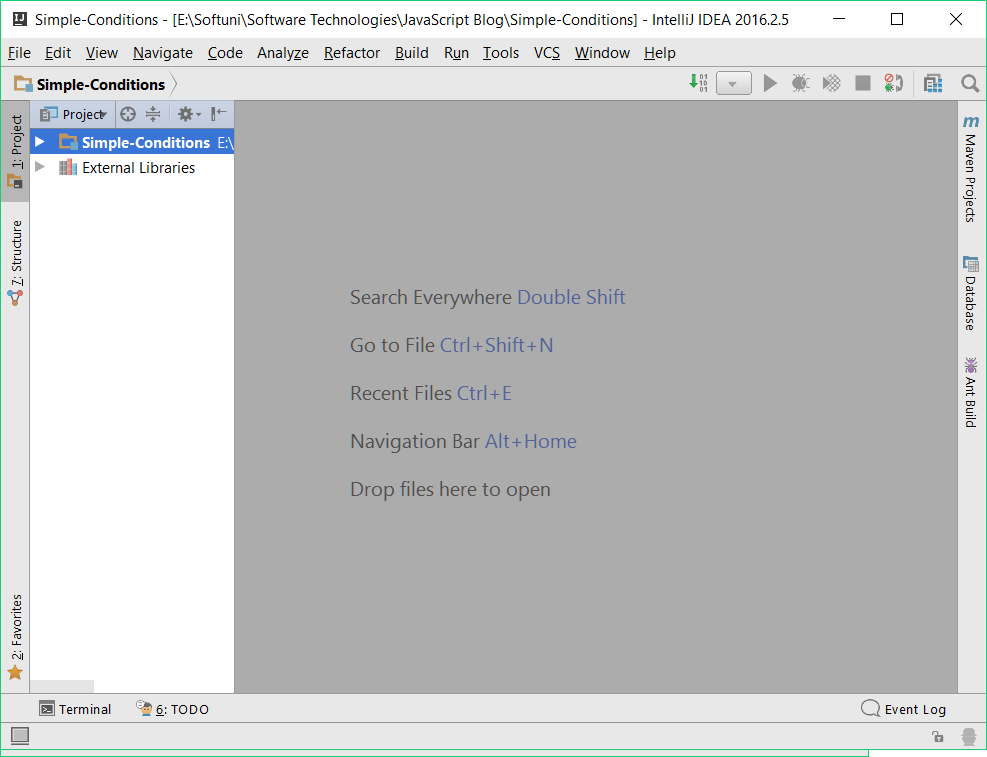 Simple-Conditions - [E:\Softuni\Software Technologies\JavaScript Blog\Simple-Conditions] - IntelliJ IDEA 2016.2.5
File Edit View Navigate Code Analyze Refactor Build Run Tools VCS Window Help
Simple-Conditions
Project
Simple-Conditions E:\
External Libraries
1: Project
7: Structure
2: Favorites
Search Everywhere Double Shift
Go to File Ctrl+Shift+N
Recent Files Ctrl+E
Navigation Bar Alt+Home
Drop files here to open
Maven Projects
Database
Ant Build
Terminal 6: TODO Event Log